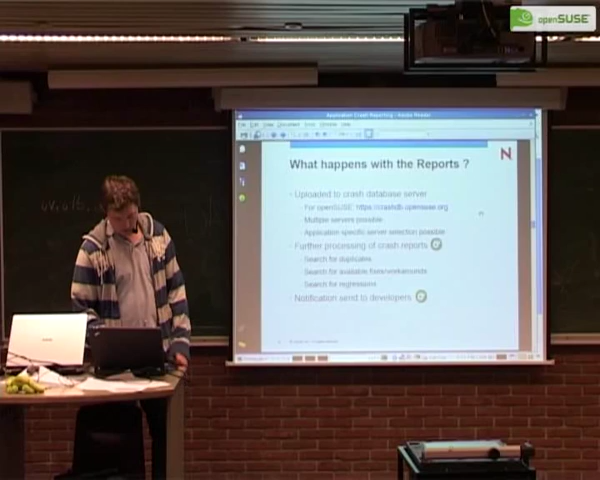 openSUSE
Application Crash Reporting - Adobe Reader
What happens with the Reports ?
N
Uploaded to crash database server
For openSUSE: https://crashdb.opensuse.org
Multiple servers possible
Application specific server selection possible
Further processing of crash reports
Search for duplicates
Search for available fixes/workarounds
Search for regressions
Notification send to developers